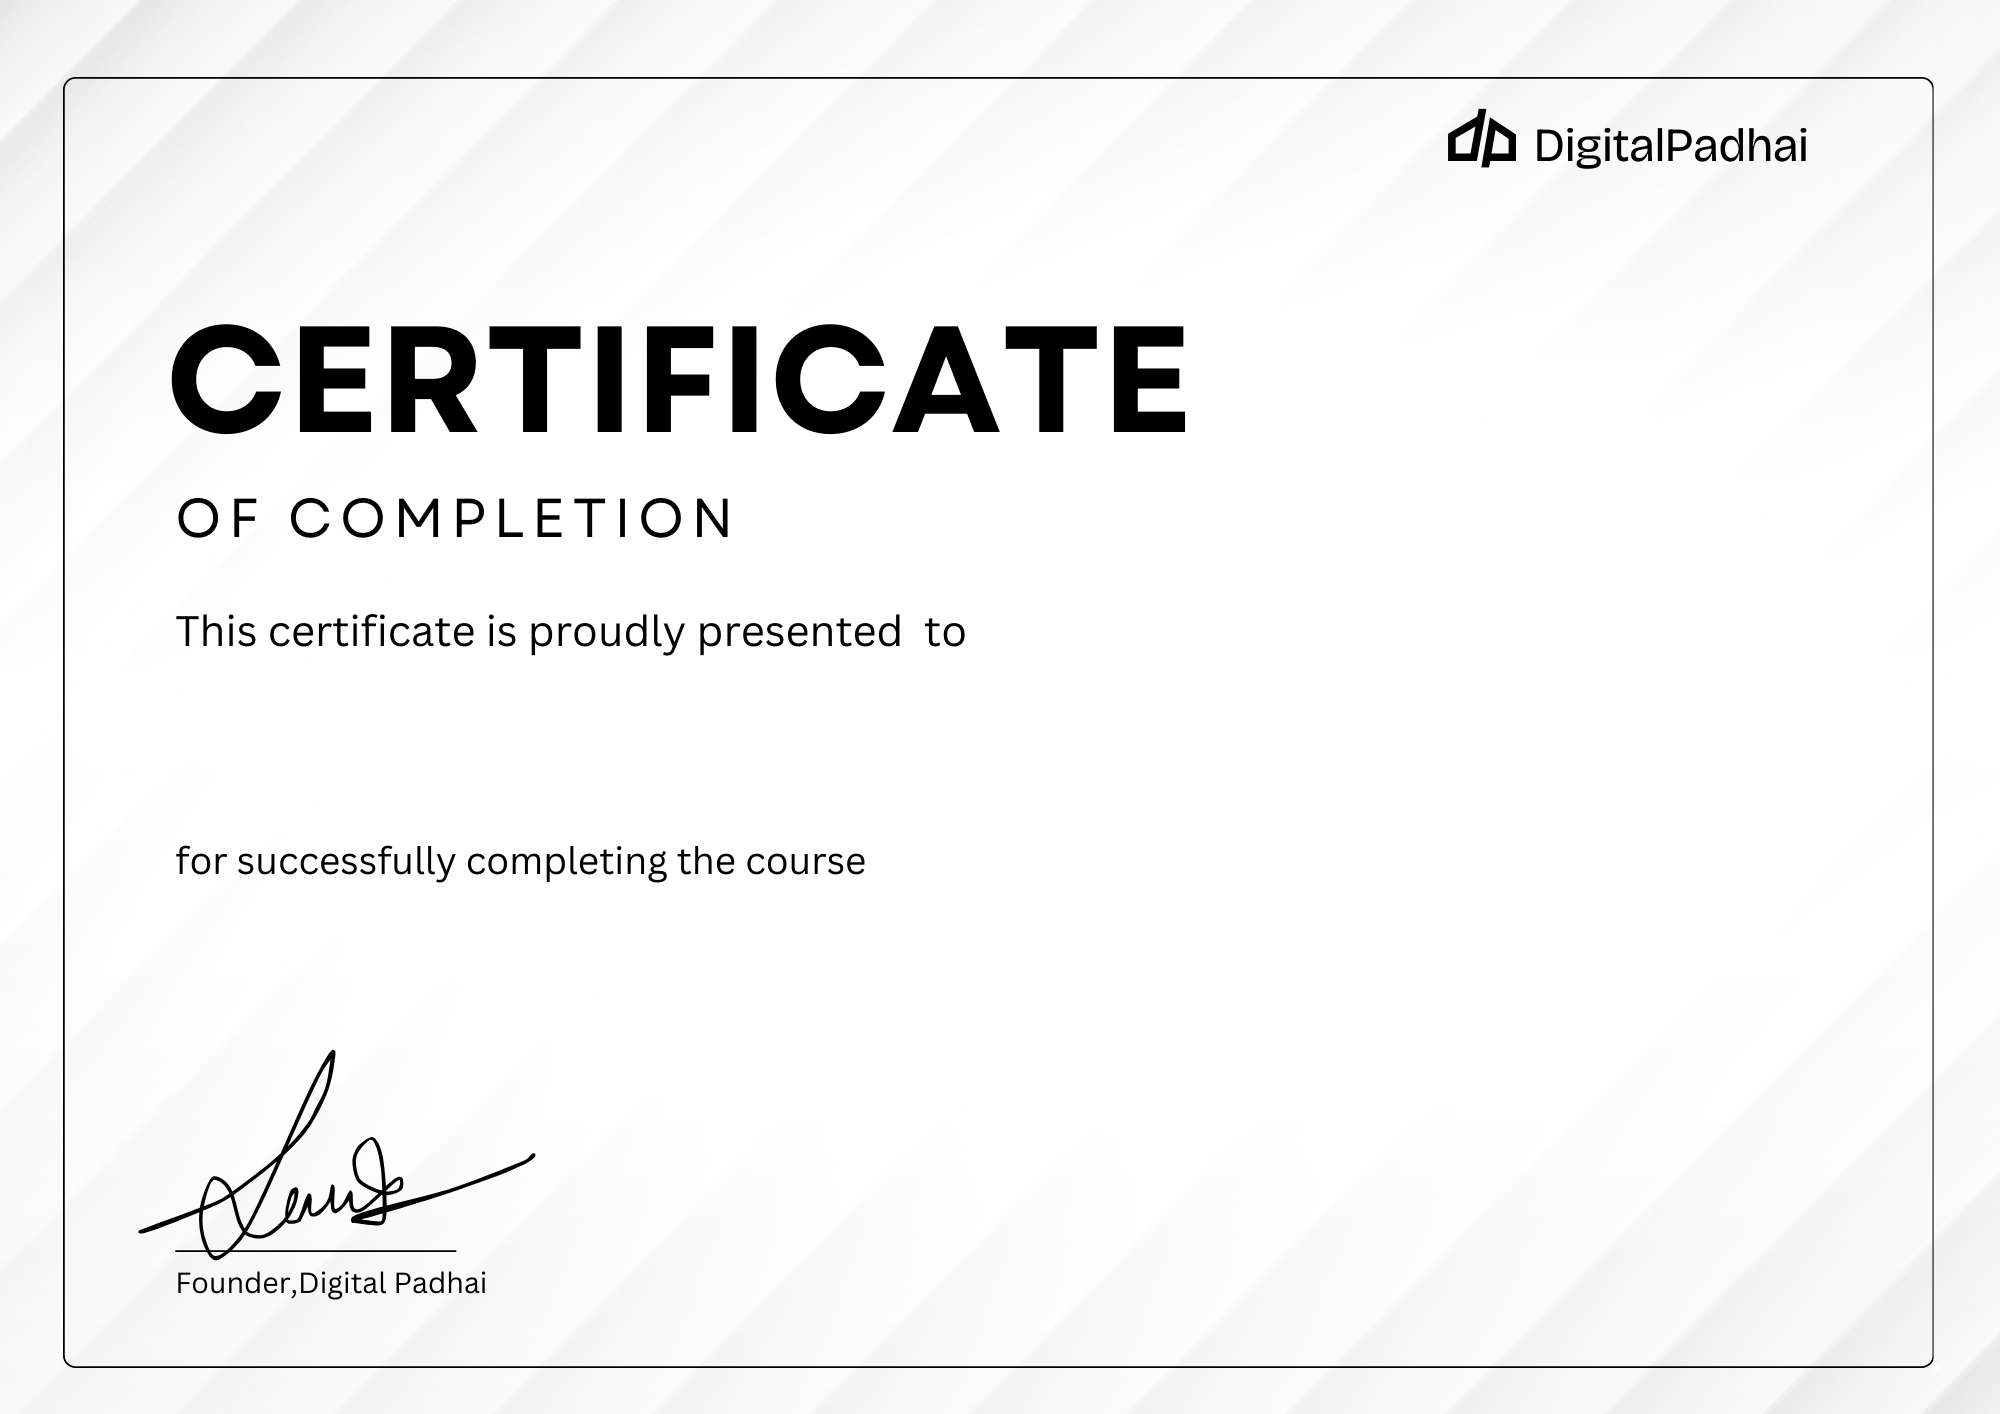 DigitalPadhai
CERTIFICATE
OF COMPLETION
This certificate is proudly presented  to
for successfully completing the course
Founder,Digital Padhai